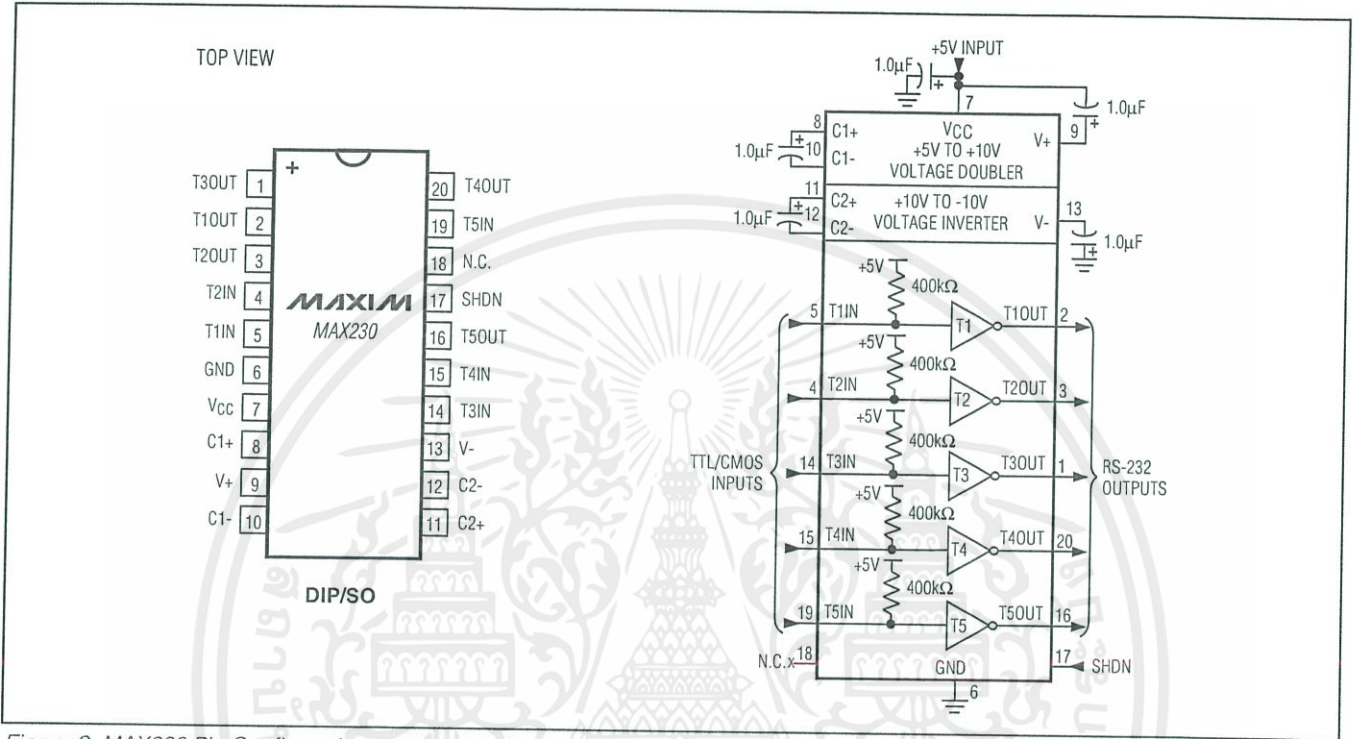 TOP VIEW
+
T3OUT 1
T1OUT 2
T2OUT 3
T2IN 4
T1IN 5
GND 6
VCC 7
C1+ 8
V+ 9
C1- 10
MAXIM
MAX230
20 T4OUT
19 T5IN
18 N.C.
17 SHDN
16 T5OUT
15 T4IN
14 T3IN
13 V-
12 C2-
11 C2+
DIP/SO
+5V INPUT
1.0µF
+
7
1.0µF
+
8 C1+
VCC
V+ 9
1.0µF
+
10 C1-
+5V TO +10V
VOLTAGE DOUBLER
11 C2+
+10V TO -10V
13
1.0µF
+
12 C2-
VOLTAGE INVERTER
V-
1.0µF
+
+5V
400kΩ
5 T1IN
T1
T1OUT 2
+5V
400kΩ
4 T2IN
T2
T2OUT 3
+5V
400kΩ
TTL/CMOS
INPUTS
14 T3IN
T3
T3OUT 1
RS-232
OUTPUTS
+5V
400kΩ
15 T4IN
T4
T4OUT 20
+5V
400kΩ
19 T5IN
T5
T5OUT 16
N.C. x 18
GND
17 SHDN
6